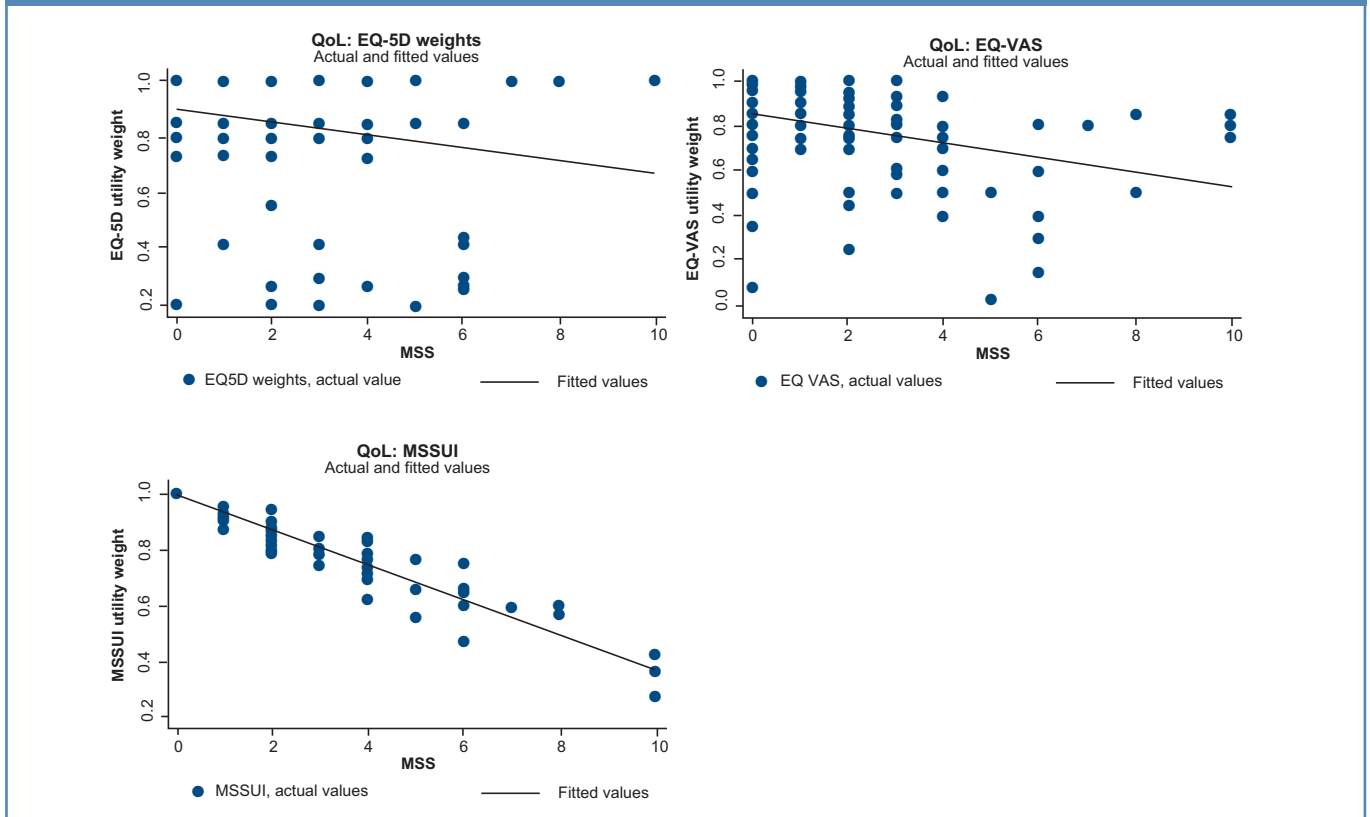 QoL: EQ-5D weights
Actual and fitted values
EQ-5D utility weight
1.0
0.8
0.6
0.4
0.2
0 2 4 6 8 10
MSS
EQ5D weights, actual value Fitted values
QoL: EQ-VAS
Actual and fitted values
EQ-VAS utility weight
1.0
0.8
0.6
0.4
0.2
0.0
0 2 4 6 8 10
MSS
EQ VAS, actual values Fitted values
QoL: MSSUI
Actual and fitted values
MSSUI utility weight
1.0
0.8
0.6
0.4
0.2
0 2 4 6 8 10
MSS
MSSUI, actual values Fitted values